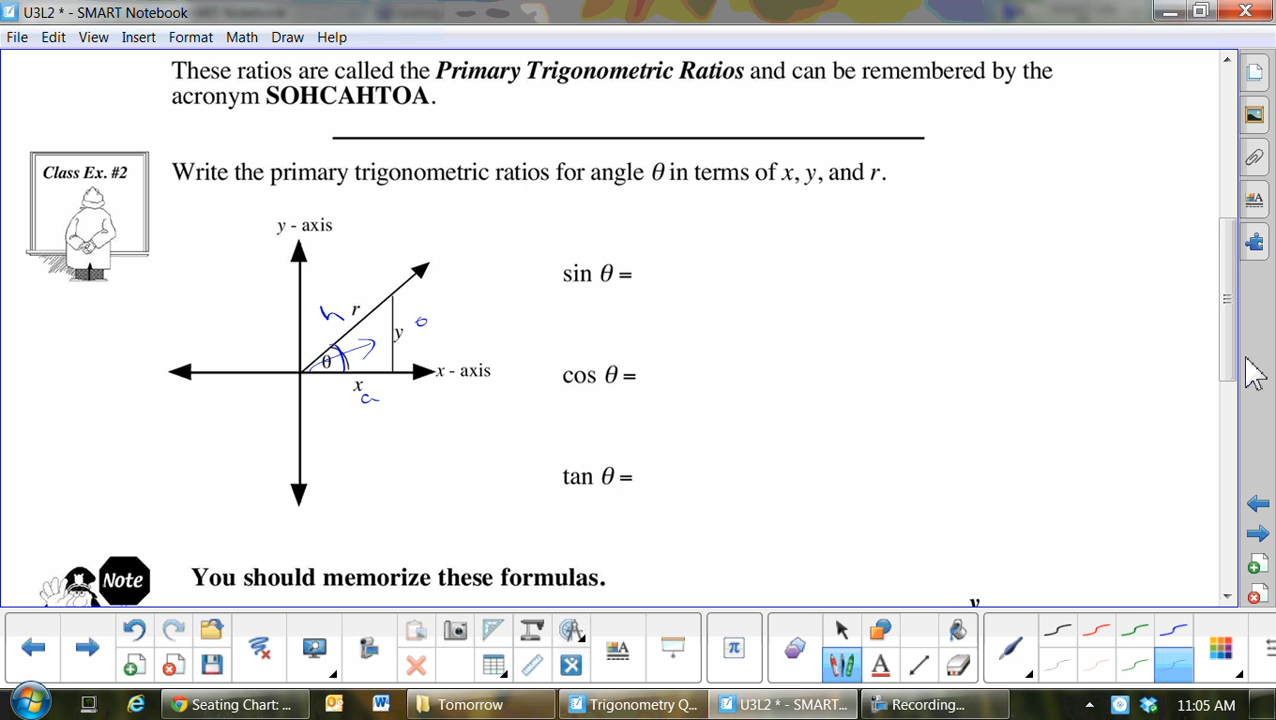 U3L2 * - SMART Notebook
File Edit View Insert Format Math Draw Help
These ratios are called the Primary Trigonometric Ratios and can be remembered by the
acronym SOHCAHTOA.
Class Ex. #2
Write the primary trigonometric ratios for angle θ in terms of x, y, and r.
y - axis
sin θ =
h r
y o
θ
x - axis
x
a
cos θ =
tan θ =
Note
You should memorize these formulas.
y
π
A
Seating Chart: ...
Tomorrow
Trigonometry Q...
U3L2 * - SMART...
Recording...
11:05 AM